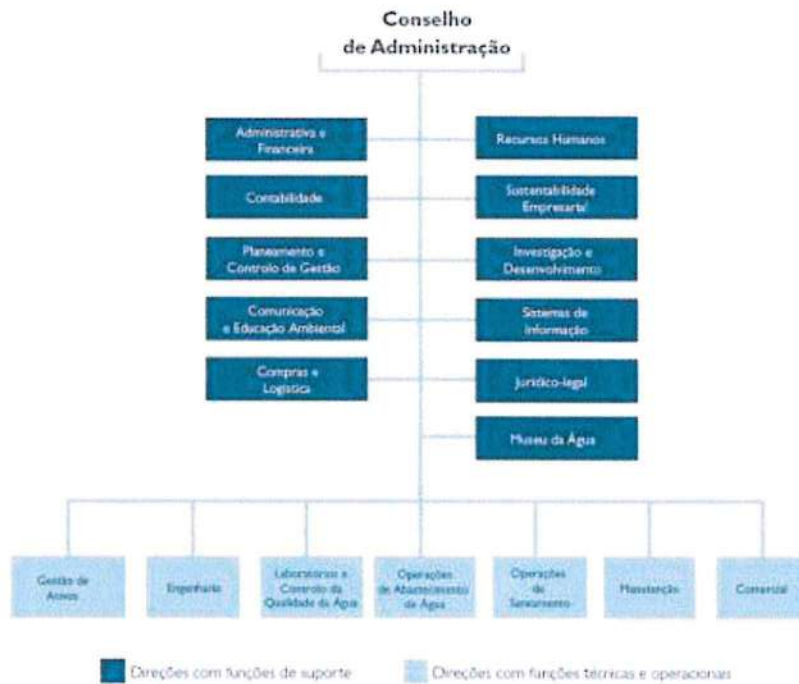 Conselho
de Administração
Administrativa e
Financeira
Recursos Humanos
Contabilidade
Sustentabilidade
Empresarial
Planeamento e
Controlo de Gestão
Investigação e
Desenvolvimento
Comunicação
e Educação Ambiental
Sistemas de
Informação
Compras e
Logística
Jurídico-legal
Museu da Água
Gestão de
Ativos
Engenharia
Laboratórios e
Controlo da
Qualidade da Água
Operações
de Abastecimento
de Água
Operações
de
Saneamento
Manutenção
Comercial
Direções com funções de suporte
Direções com funções técnicas e operacionais